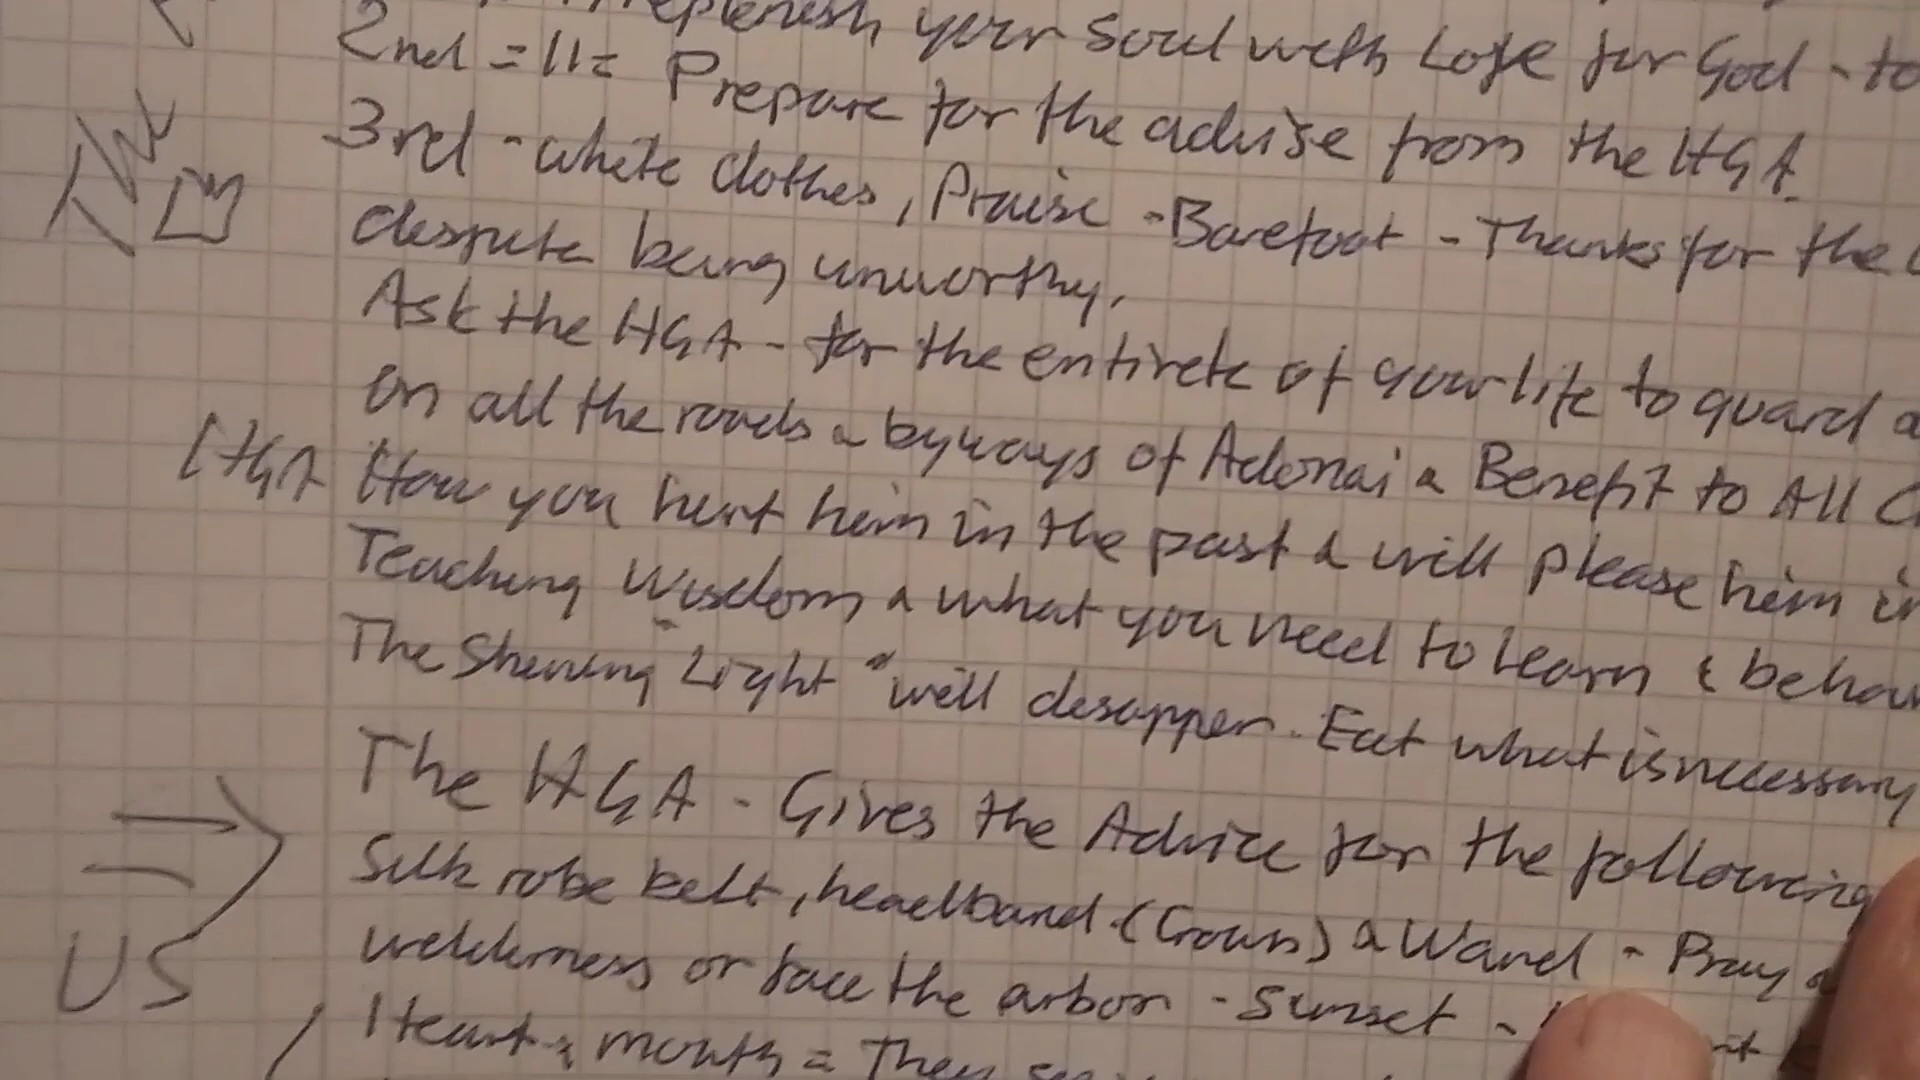 replenish your Soul with Love for God - to
2nd = 11 = Prepare for the advise from the HGA.
3rd - white clothes, Praise - Barefoot - Thanks for the
despite being unworthy.
Ask the HGA - for the entirete of your life to guard a
on all the roads & byways of Adonai & Benefit to All C
[HGA How you hurt him in the past & will please him in
Teaching Wisdom & what you need to learn & behav
The Shining "Light" will disapper. Eat what is necessary
The HGA - Gives the Advice for the following
Silk robe belt, headband (Crown) & Wand - Pray a
wilderness or face the arbor - Sunset -
US
Heart & mouth = They